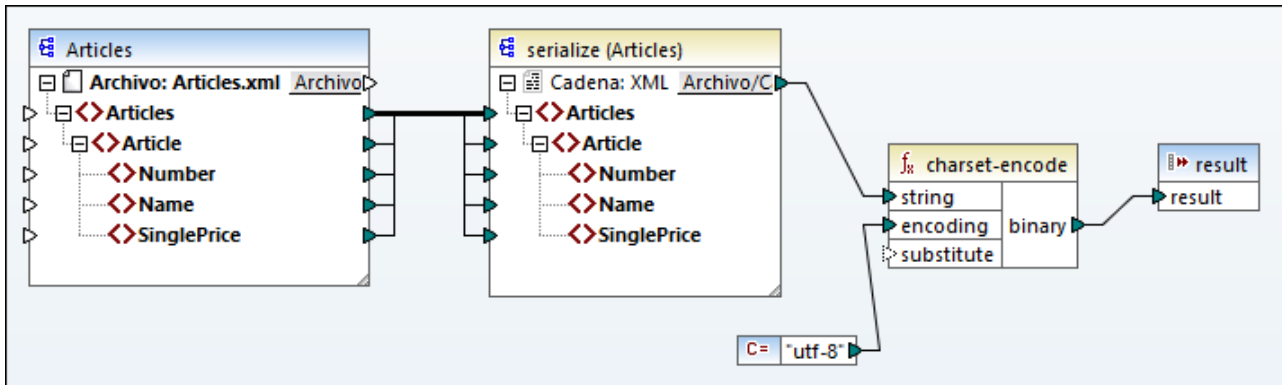 Articles
Archivo: Articles.xml Archivo
<>Articles
<>Article
<>Number
<>Name
<>SinglePrice
serialize (Articles)
Cadena: XML Archivo/C
<>Articles
<>Article
<>Number
<>Name
<>SinglePrice
fx charset-encode
string
encoding
substitute
binary
result
result
C= "utf-8"